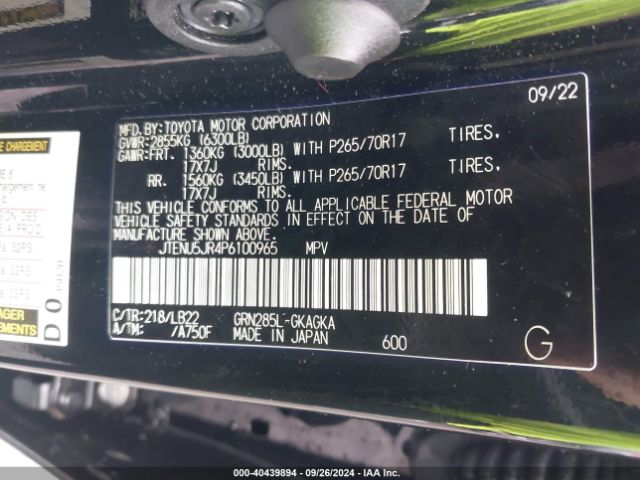 09/22
MFD.BY:TOYOTA MOTOR CORPORATION
GVWR:2855KG (6300LB)
GAWR:FRT. 1360KG (3000LB) WITH P265/70R17 TIRES,
17X7J RIMS.
RR. 1560KG (3450LB) WITH P265/70R17 TIRES,
17X7J RIMS.
THIS VEHICLE CONFORMS TO ALL APPLICABLE FEDERAL MOTOR
VEHICLE SAFETY STANDARDS IN EFFECT ON THE DATE OF
MANUFACTURE SHOWN ABOVE.
JTENU5JR4P6100965 MPV
C/TR:218/LB22 GRN285L-GKAGKA
A/TM: /A750F MADE IN JAPAN 600
G
000-40439894 - 09/26/2024 - IAA Inc.